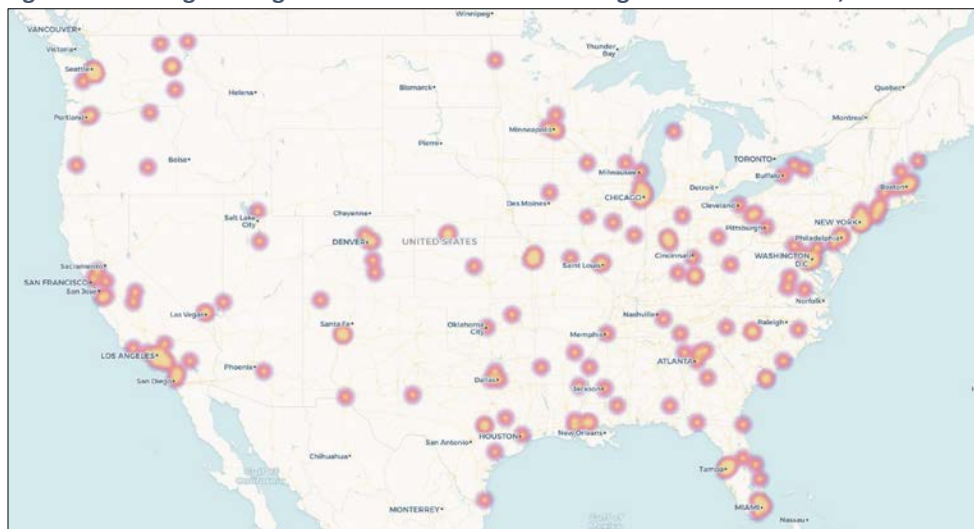 Winnipeg
VANCOUVER
Victoria
Thunder
Bay
Seattle
Quebec
Helena
Bismarck
Montreal
Portland
Minneapolis
Pierre
Boise
TORONTO
Milwaukee
Buffalo
Boston
Detroit
CHICAGO
Des Moines
Cleveland
Salt Lake
City
Cheyenne
NEW YORK
Pittsburgh
Philadelphia
DENVER
UNITED STATES
Sacramento
Cincinnati
WASHINGTON
D.C.
SAN FRANCISCO
Saint Louis
San Jose
Norfolk
Las Vegas
Nashville
Santa Fe
Oklahoma
City
Raleigh
Memphis
LOS ANGELES
ATLANTA
Phoenix
San Diego
Dallas
Jackson
New Orleans
San Antonio
HOUSTON
Chihuahua
Tampa
MONTERREY
MIAMI
Nassau